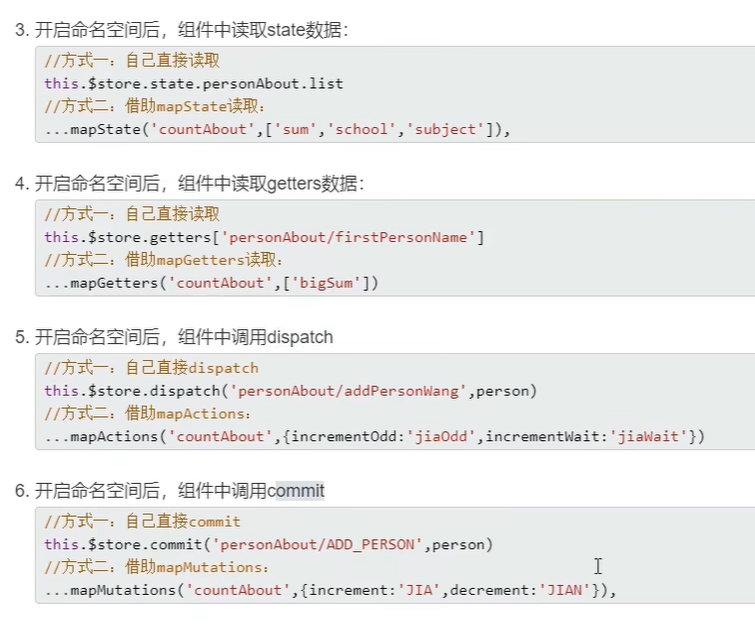 3. 开启命名空间后，组件中读取state数据：
//方式一：自己直接读取
this.$store.state.personAbout.list
//方式二：借助mapState读取：
...mapState('countAbout',['sum','school','subject']),
4. 开启命名空间后，组件中读取getters数据：
//方式一：自己直接读取
this.$store.getters['personAbout/firstPersonName']
//方式二：借助mapGetters读取：
...mapGetters('countAbout',['bigSum'])
5. 开启命名空间后，组件中调用dispatch
//方式一：自己直接dispatch
this.$store.dispatch('personAbout/addPersonWang',person)
//方式二：借助mapActions：
...mapActions('countAbout',{incrementOdd:'jiaOdd',incrementWait:'jiaWait'})
6. 开启命名空间后，组件中调用commit
//方式一：自己直接commit
this.$store.commit('personAbout/ADD_PERSON',person)
//方式二：借助mapMutations：
...mapMutations('countAbout',{increment:'JIA',decrement:'JIAN'}),